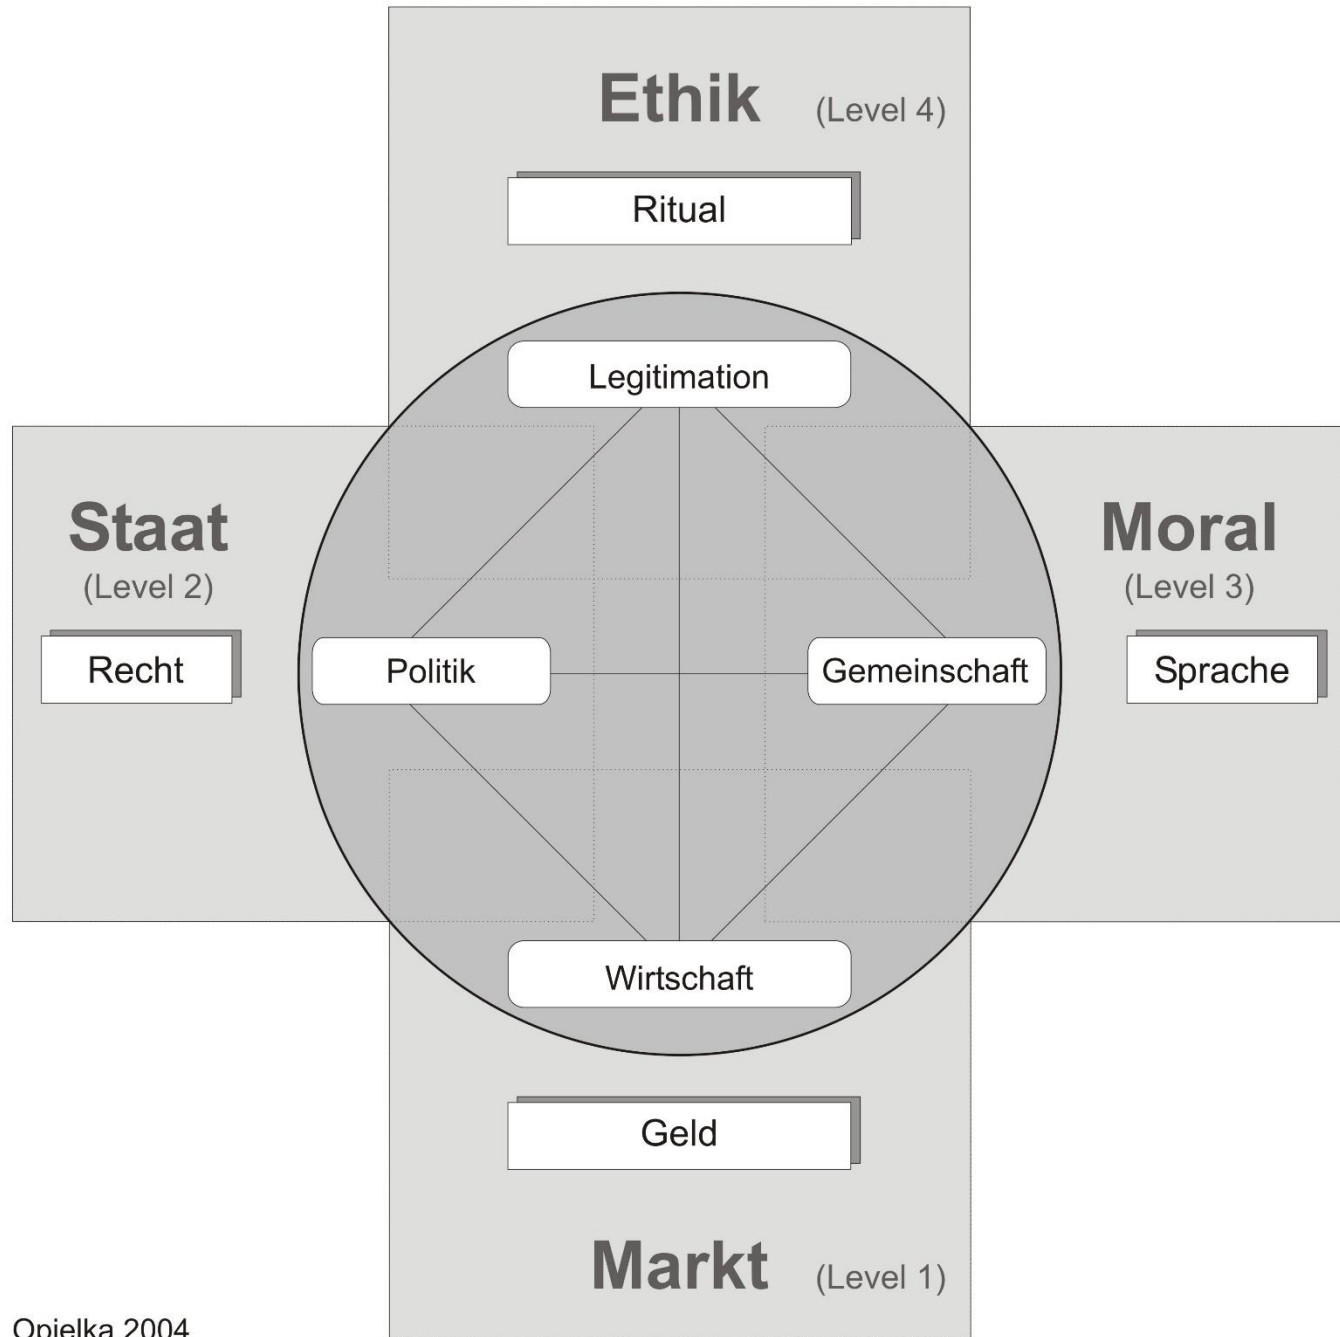 Ethik (Level 4)
Ritual
Legitimation
Staat
(Level 2)
Moral
(Level 3)
Recht
Politik
Gemeinschaft
Sprache
Wirtschaft
Geld
Markt (Level 1)
Opielka 2004